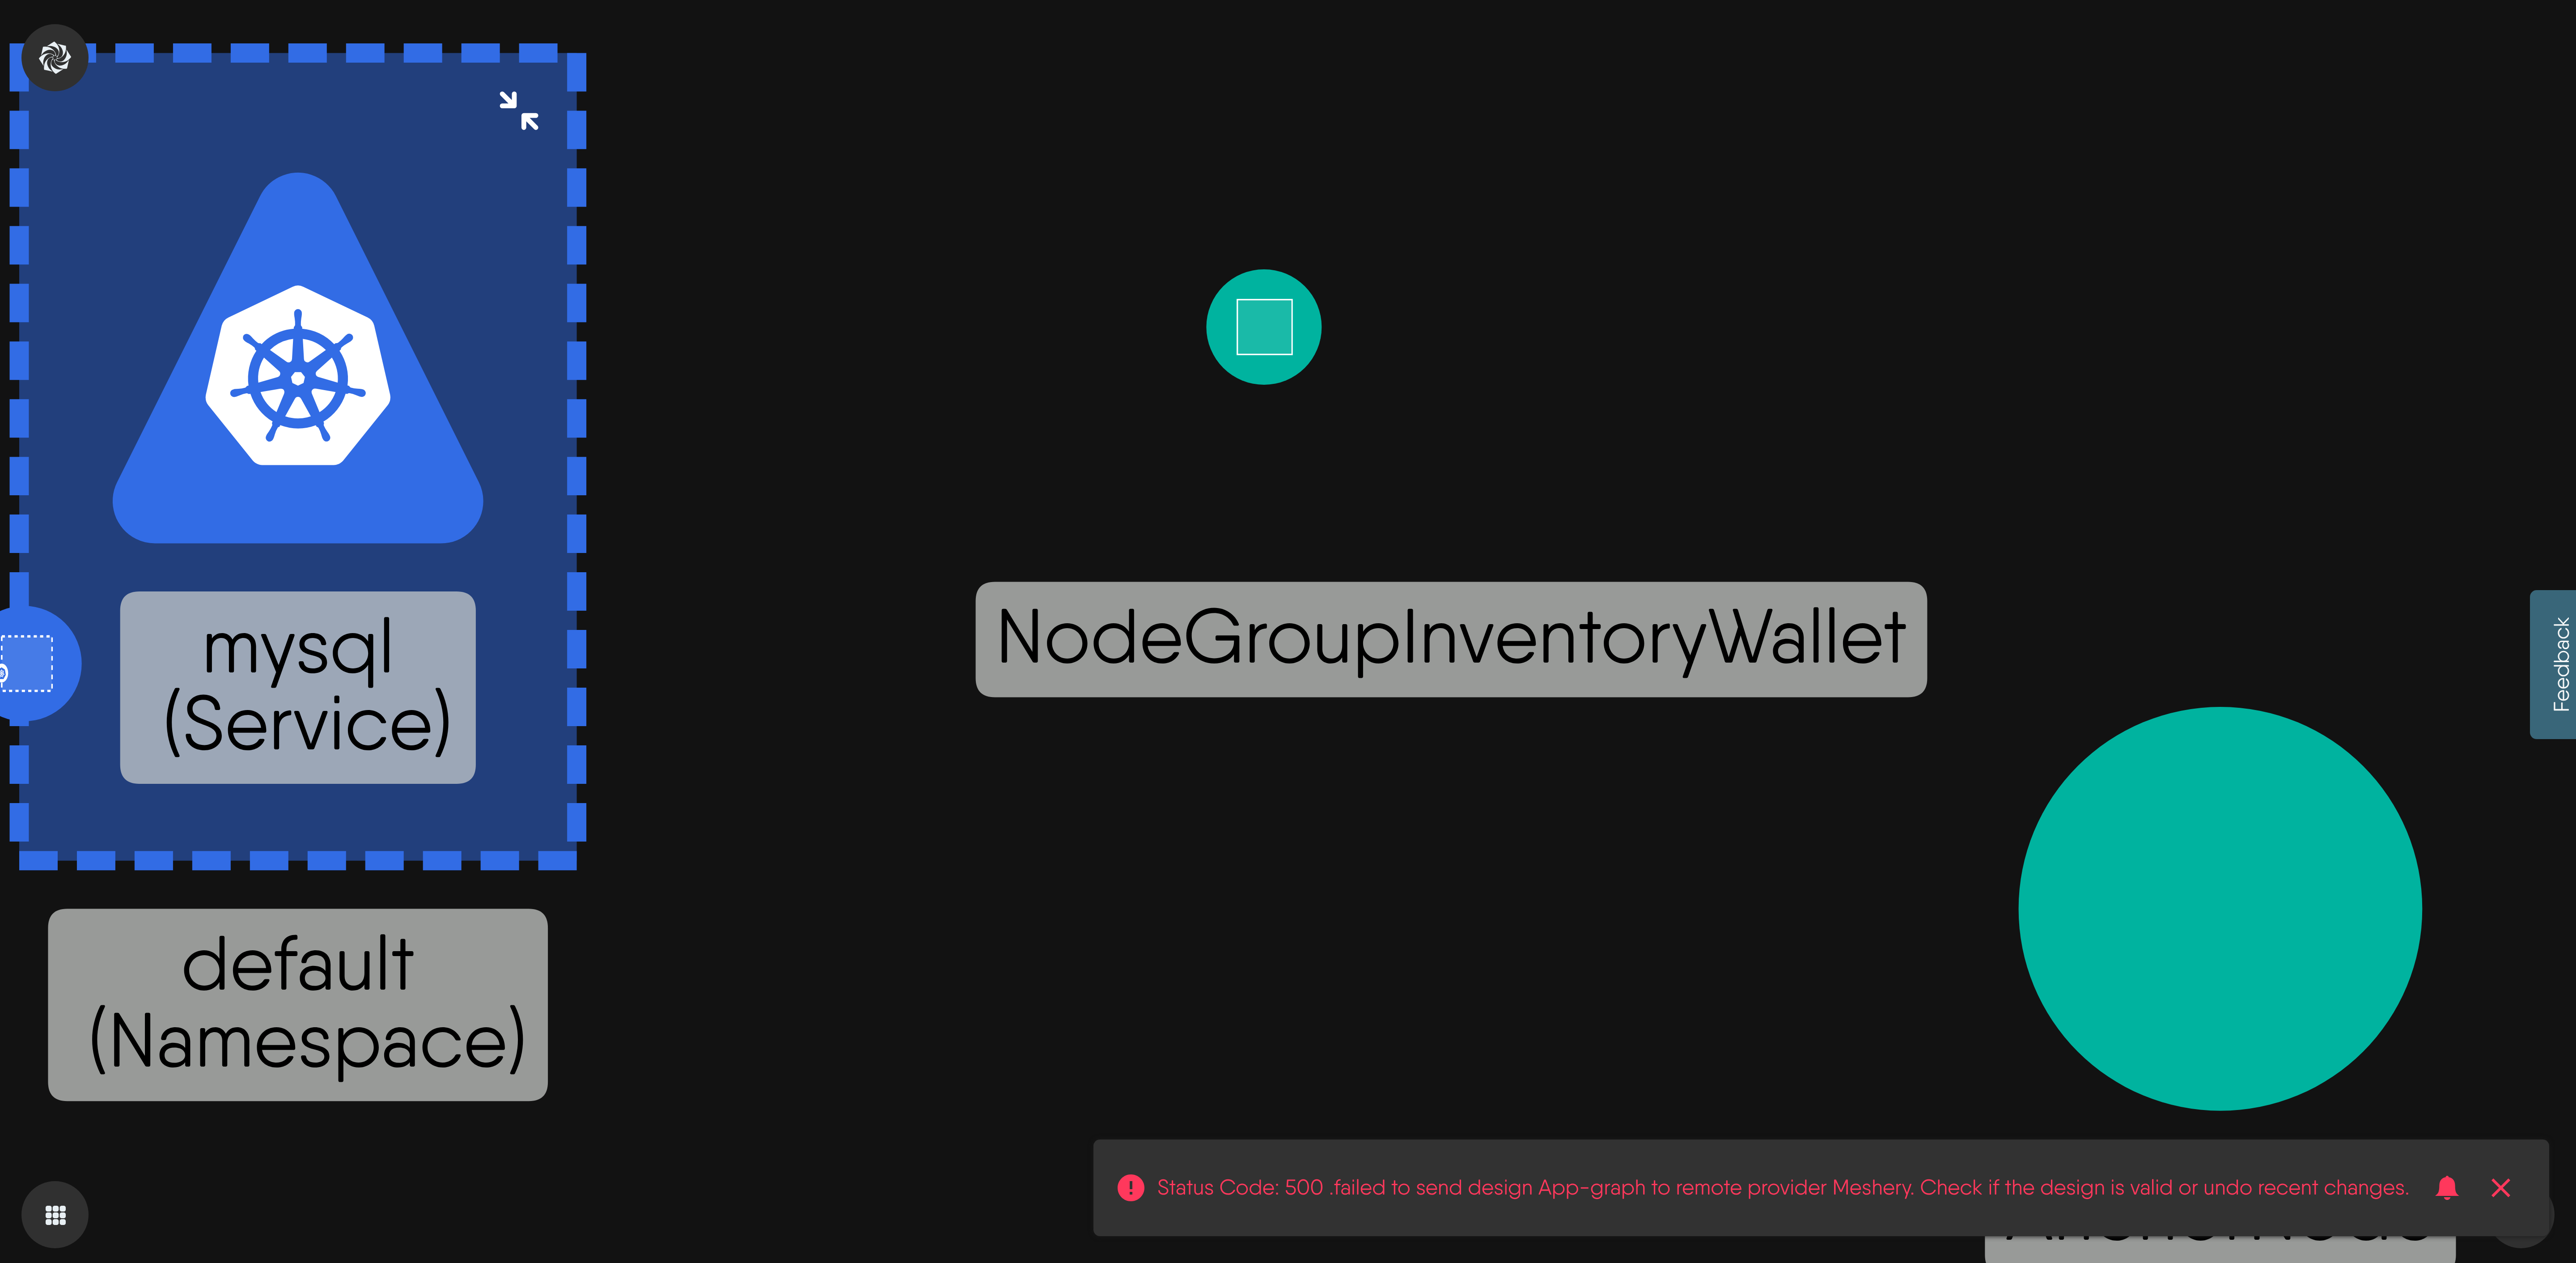 mysql
(Service)
default
(Namespace)
NodeGroupInventoryWallet
Feedback
Status Code: 500 .failed to send design App-graph to remote provider Meshery. Check if the design is valid or undo recent changes.